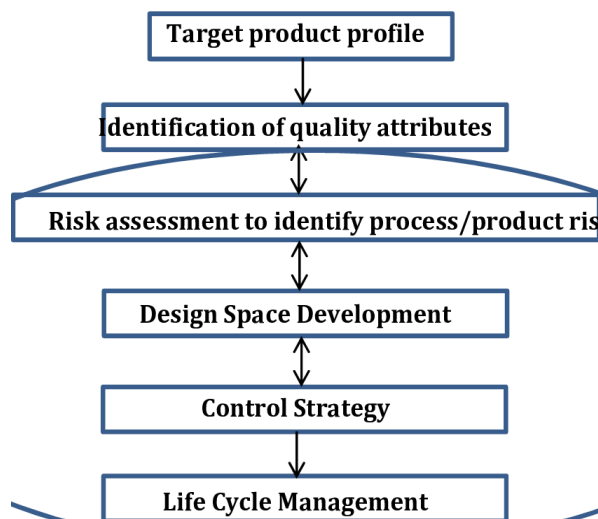 Target product profile
Identification of quality attributes
Risk assessment to identify process/product ris
Design Space Development
Control Strategy
Life Cycle Management